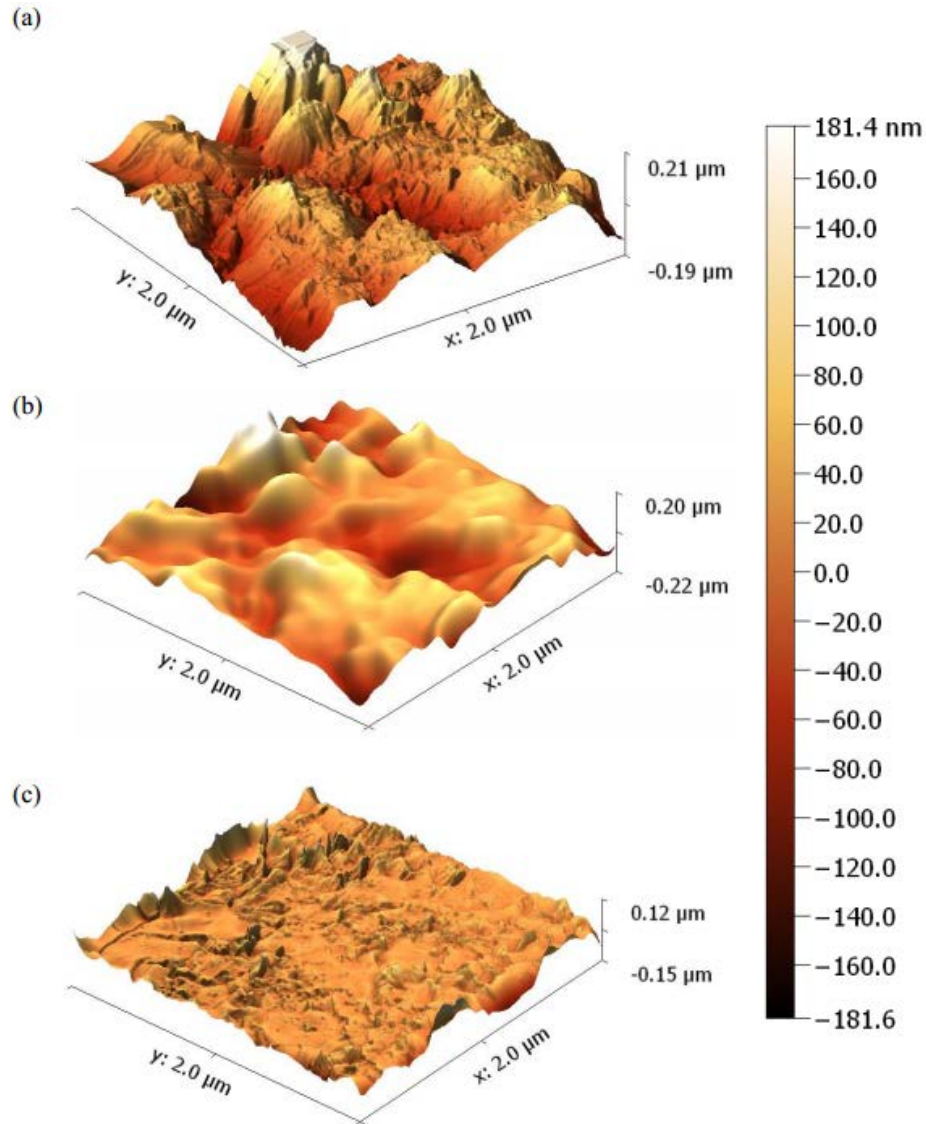 (a)
0.21 µm
-0.19 µm
y: 2.0 µm
x: 2.0 µm
(b)
0.20 µm
-0.22 µm
y: 2.0 µm
x: 2.0 µm
(c)
0.12 µm
-0.15 µm
y: 2.0 µm
x: 2.0 µm
181.4 nm
160.0
140.0
120.0
100.0
80.0
60.0
40.0
20.0
0.0
−20.0
−40.0
−60.0
−80.0
−100.0
−120.0
−140.0
−160.0
−181.6